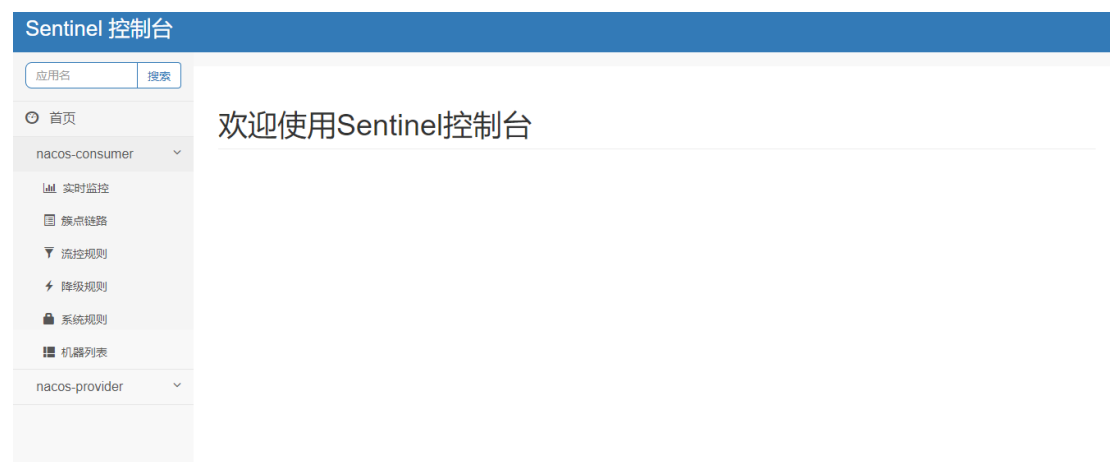 Sentinel 控制台
应用名 搜索
首页
欢迎使用Sentinel控制台
nacos-consumer
实时监控
簇点链路
流控规则
降级规则
系统规则
机器列表
nacos-provider